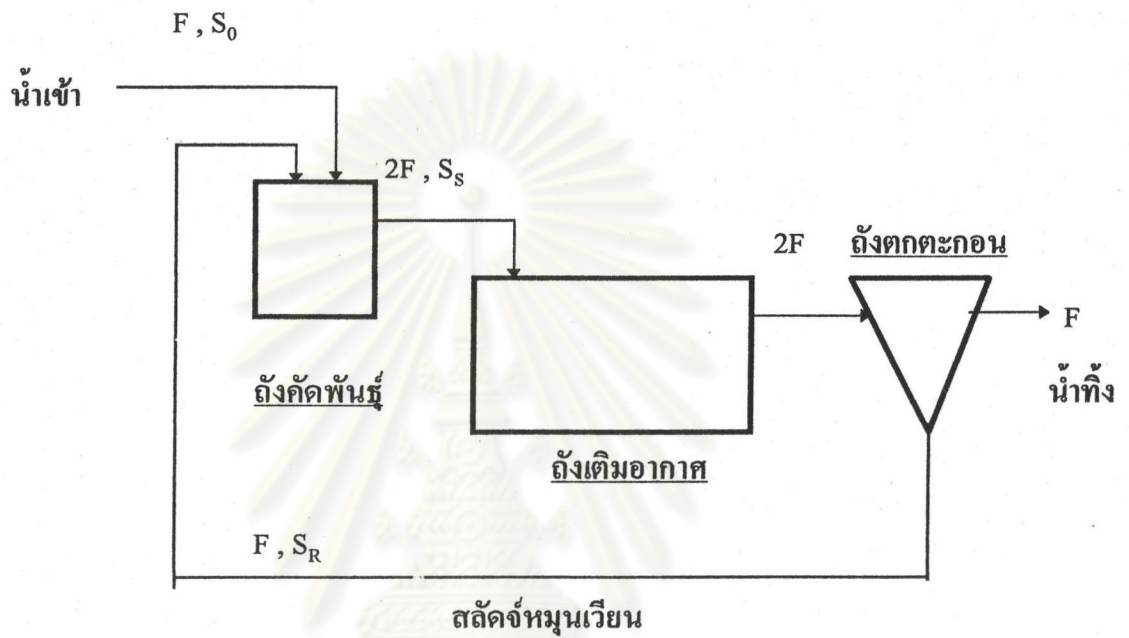 F , S₀
น้ำเข้า
2F , Sₛ
2F
ถังตกตะกอน
F
น้ำทิ้ง
ถังคัดพันธุ์
ถังเติมอากาศ
F , S_R
สลัดจ์หมุนเวียน